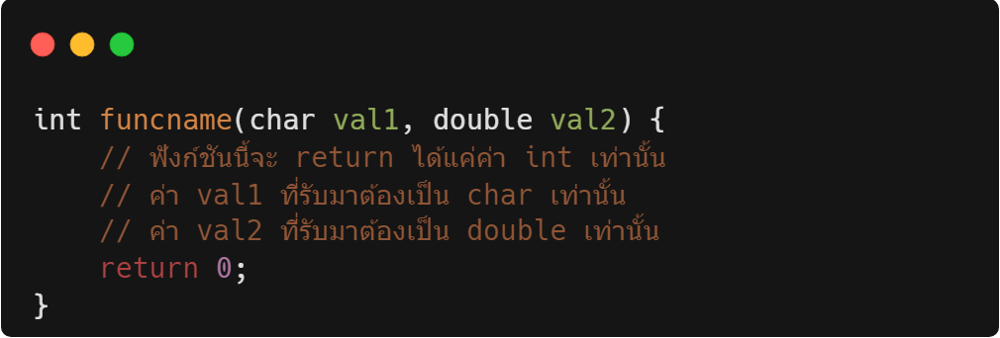 int funcname(char val1, double val2) {
// ฟังก์ชันนี้จะ return ได้แค่ค่า int เท่านั้น
// ค่า val1 ที่รับมาต้องเป็น char เท่านั้น
// ค่า val2 ที่รับมาต้องเป็น double เท่านั้น
return 0;
}